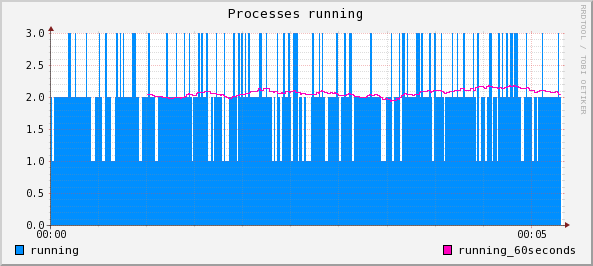 Processes running
RRDTOOL / TOBI OETIKER
3.0
2.5
2.0
1.5
1.0
0.5
0.0
00:00 00:05
running running_60seconds